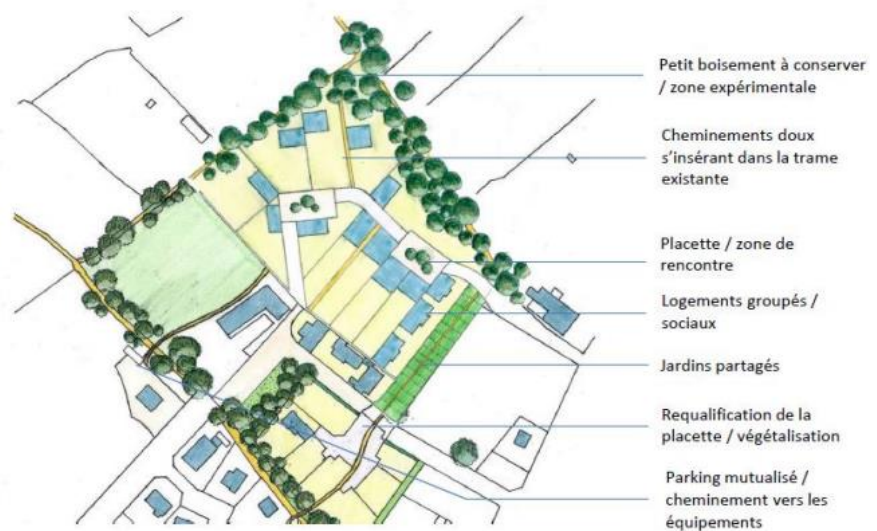 Petit boisement à conserver
/ zone expérimentale
Cheminements doux
s’insérant dans la trame
existante
Placette / zone de
rencontre
Logements groupés /
sociaux
Jardins partagés
Requalification de la
placette / végétalisation
Parking mutualisé /
cheminement vers les
équipements